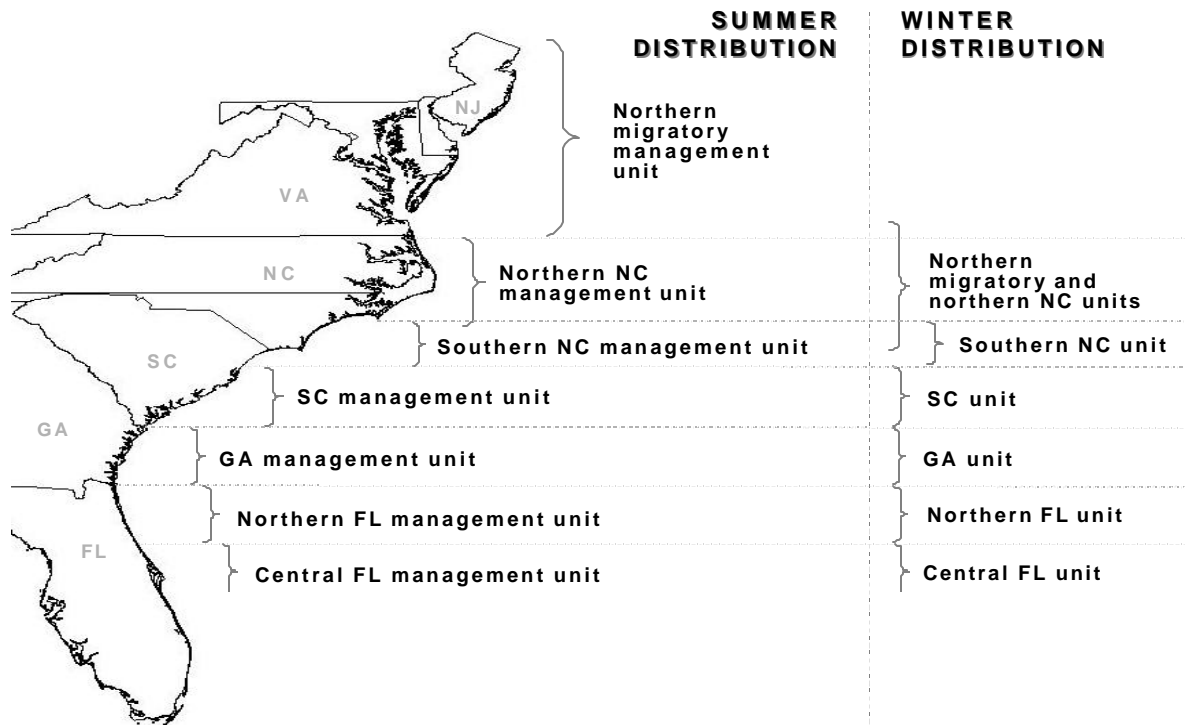 SUMMER
DISTRIBUTION
WINTER
DISTRIBUTION
NJ
Northern
migratory
management
unit
VA
NC
Northern NC
management unit
Northern
migratory and
northern NC units
Southern NC management unit
Southern NC unit
SC
SC management unit
SC unit
GA
GA management unit
GA unit
Northern FL management unit
Northern FL unit
FL
Central FL management unit
Central FL unit